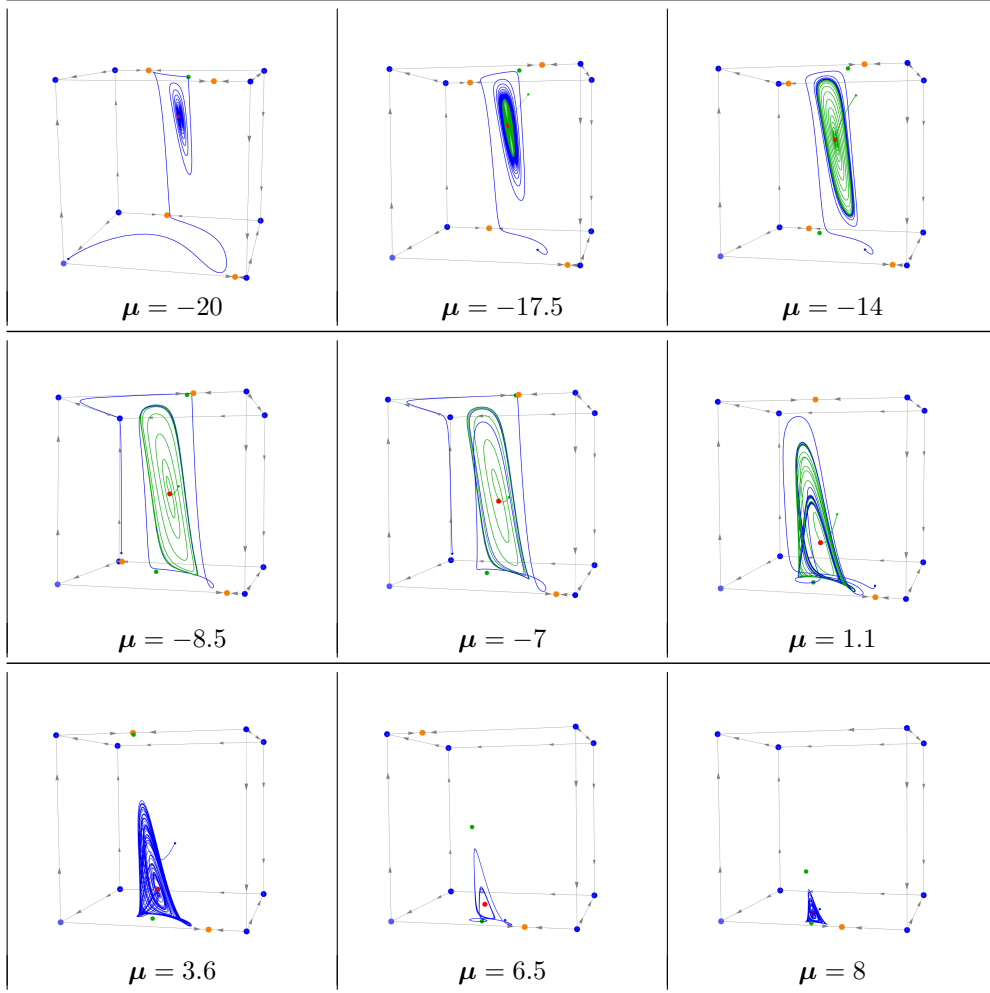 μ = −20
μ = −17.5
μ = −14
μ = −8.5
μ = −7
μ = 1.1
μ = 3.6
μ = 6.5
μ = 8